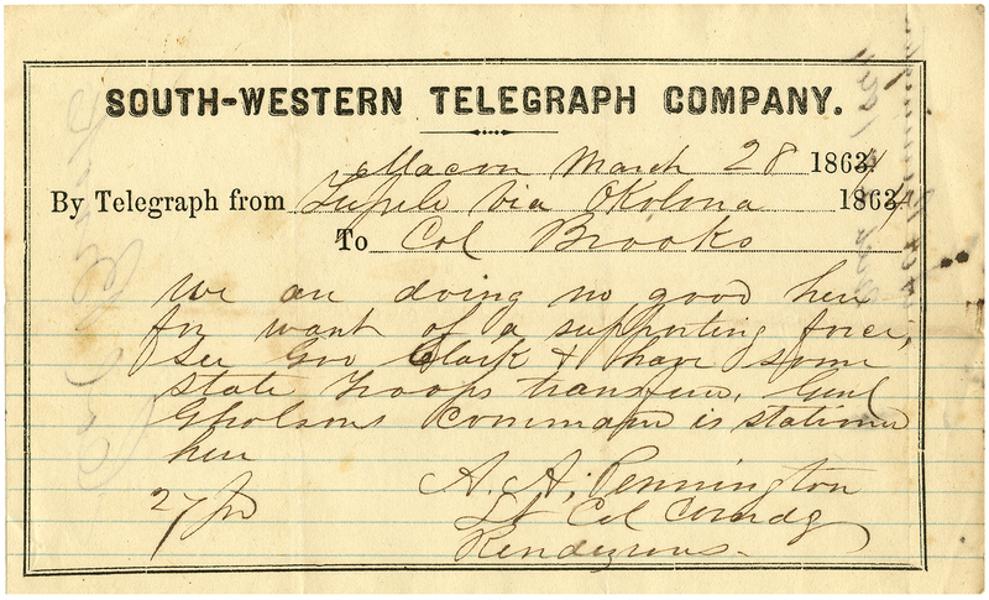 SOUTH-WESTERN TELEGRAPH COMPANY.
Macon March 28 18634
By Telegraph from Tupelo via Okolona 18634
To Col Brooks
We are doing no good here
for want of a supporting force,
See Gov Clark & have some
state troops transferred, Genl
Gholsons Command is stationed
here
27 pd
A. A. Pennington
Lt Col Comdg
Rendezvous-